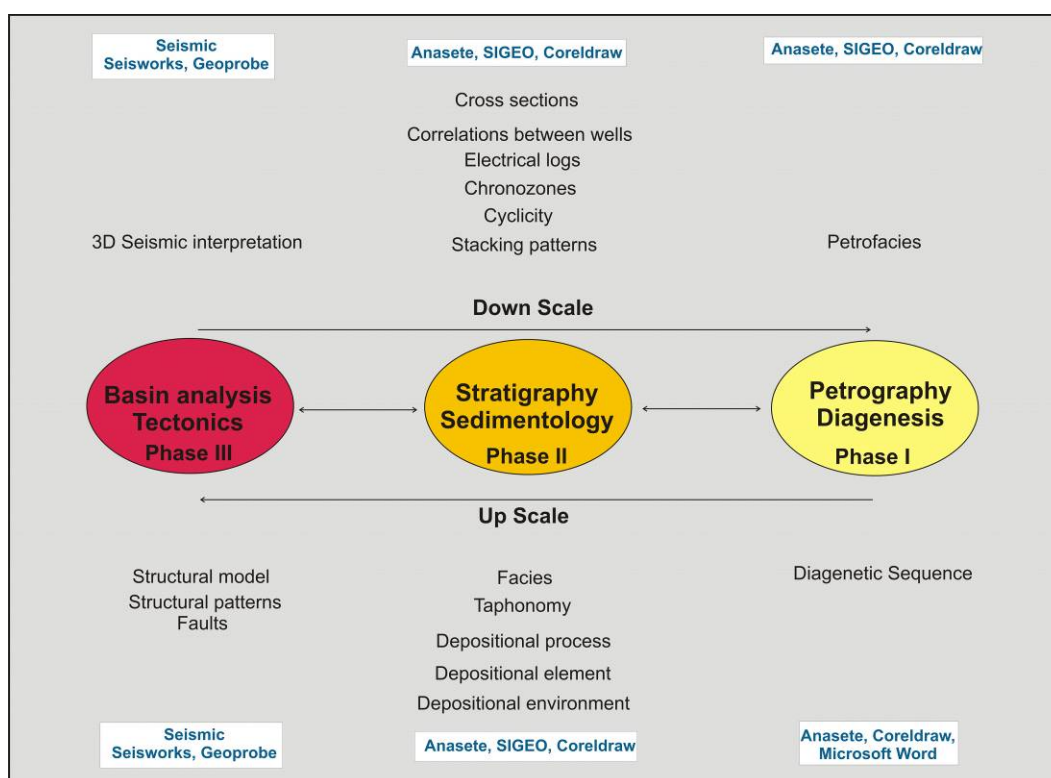 Seismic
Seisworks, Geoprobe
Anasete, SIGEO, Coreldraw
Anasete, SIGEO, Coreldraw
Cross sections
Correlations between wells
Electrical logs
Chronozones
Cyclicity
Stacking patterns
3D Seismic interpretation
Petrofacies
Down Scale
Basin analysis
Tectonics
Phase III
Stratigraphy
Sedimentology
Phase II
Petrography
Diagenesis
Phase I
Up Scale
Structural model
Structural patterns
Faults
Facies
Taphonomy
Depositional process
Depositional element
Depositional environment
Diagenetic Sequence
Seismic
Seisworks, Geoprobe
Anasete, SIGEO, Coreldraw
Anasete, Coreldraw,
Microsoft Word